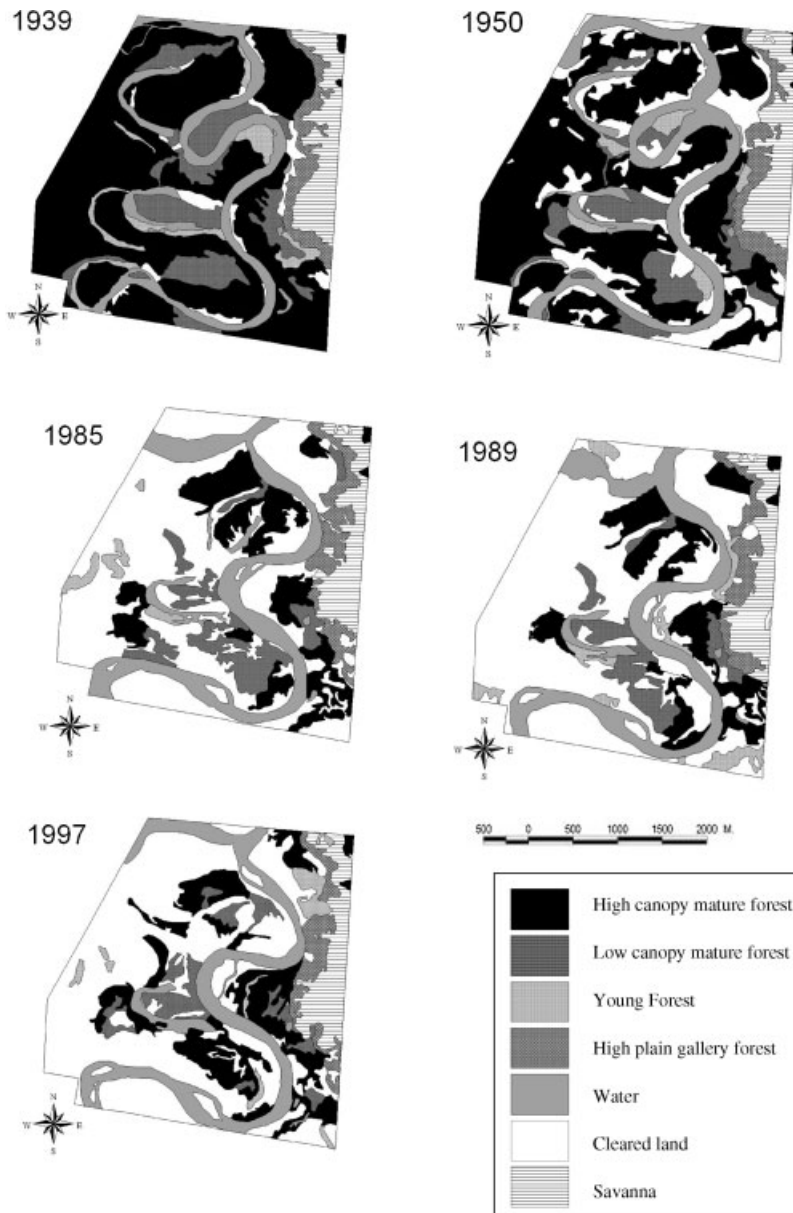 1939
1950
N
W E
S
N
W E
S
1985
1989
N
W E
S
N
W E
S
1997
500 0 500 1000 1500 2000 M.
N
W E
S
High canopy mature forest
Low canopy mature forest
Young Forest
High plain gallery forest
Water
Cleared land
Savanna